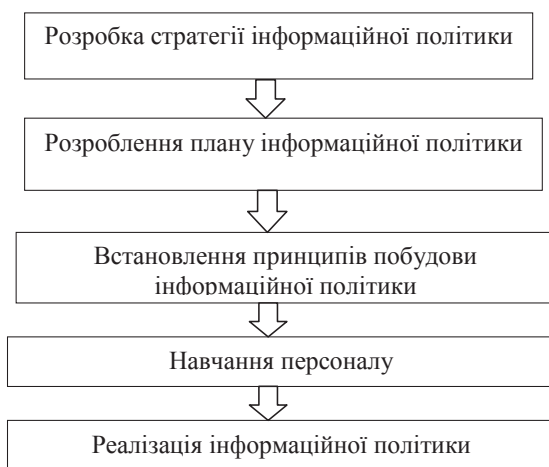 Розробка стратегії інформаційної політики
Розроблення плану інформаційної політики
Встановлення принципів побудови
інформаційної політики
Навчання персоналу
Реалізація інформаційної політики